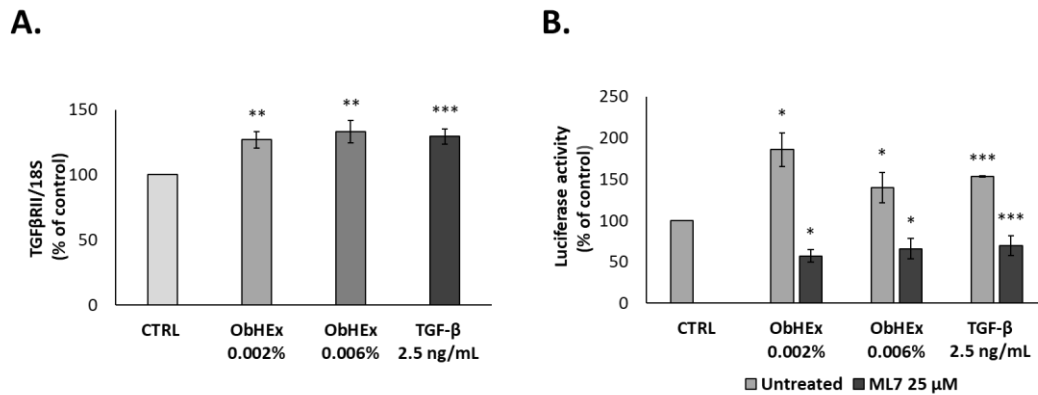 A.
TGFβRII/18S
(% of control)
150
100
50
0
**
**
***
CTRL
ObHEx
0.002%
ObHEx
0.006%
TGF-β
2.5 ng/mL
B.
Luciferase activity
(% of control)
250
200
150
100
50
0
*
*
*
*
***
***
CTRL
ObHEx
0.002%
ObHEx
0.006%
TGF-β
2.5 ng/mL
Untreated ML7 25 μM